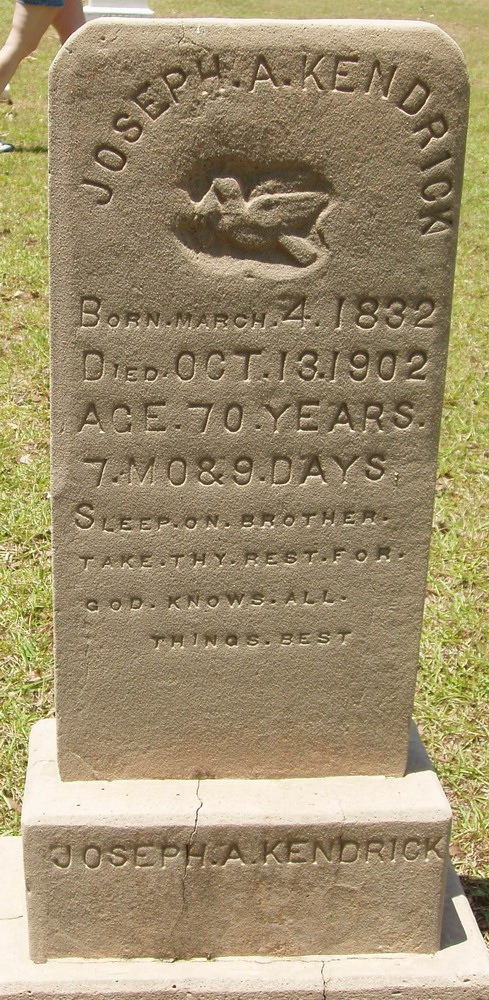 JOSEPH.A.KENDRICK
BORN.MARCH.4.1832
DIED.OCT.13.1902
AGE.70.YEARS.
7.MO&9.DAYS.
SLEEP.ON.BROTHER.
TAKE.THY.REST.FOR.
GOD.KNOWS.ALL.
THINGS.BEST
JOSEPH.A.KENDRICK